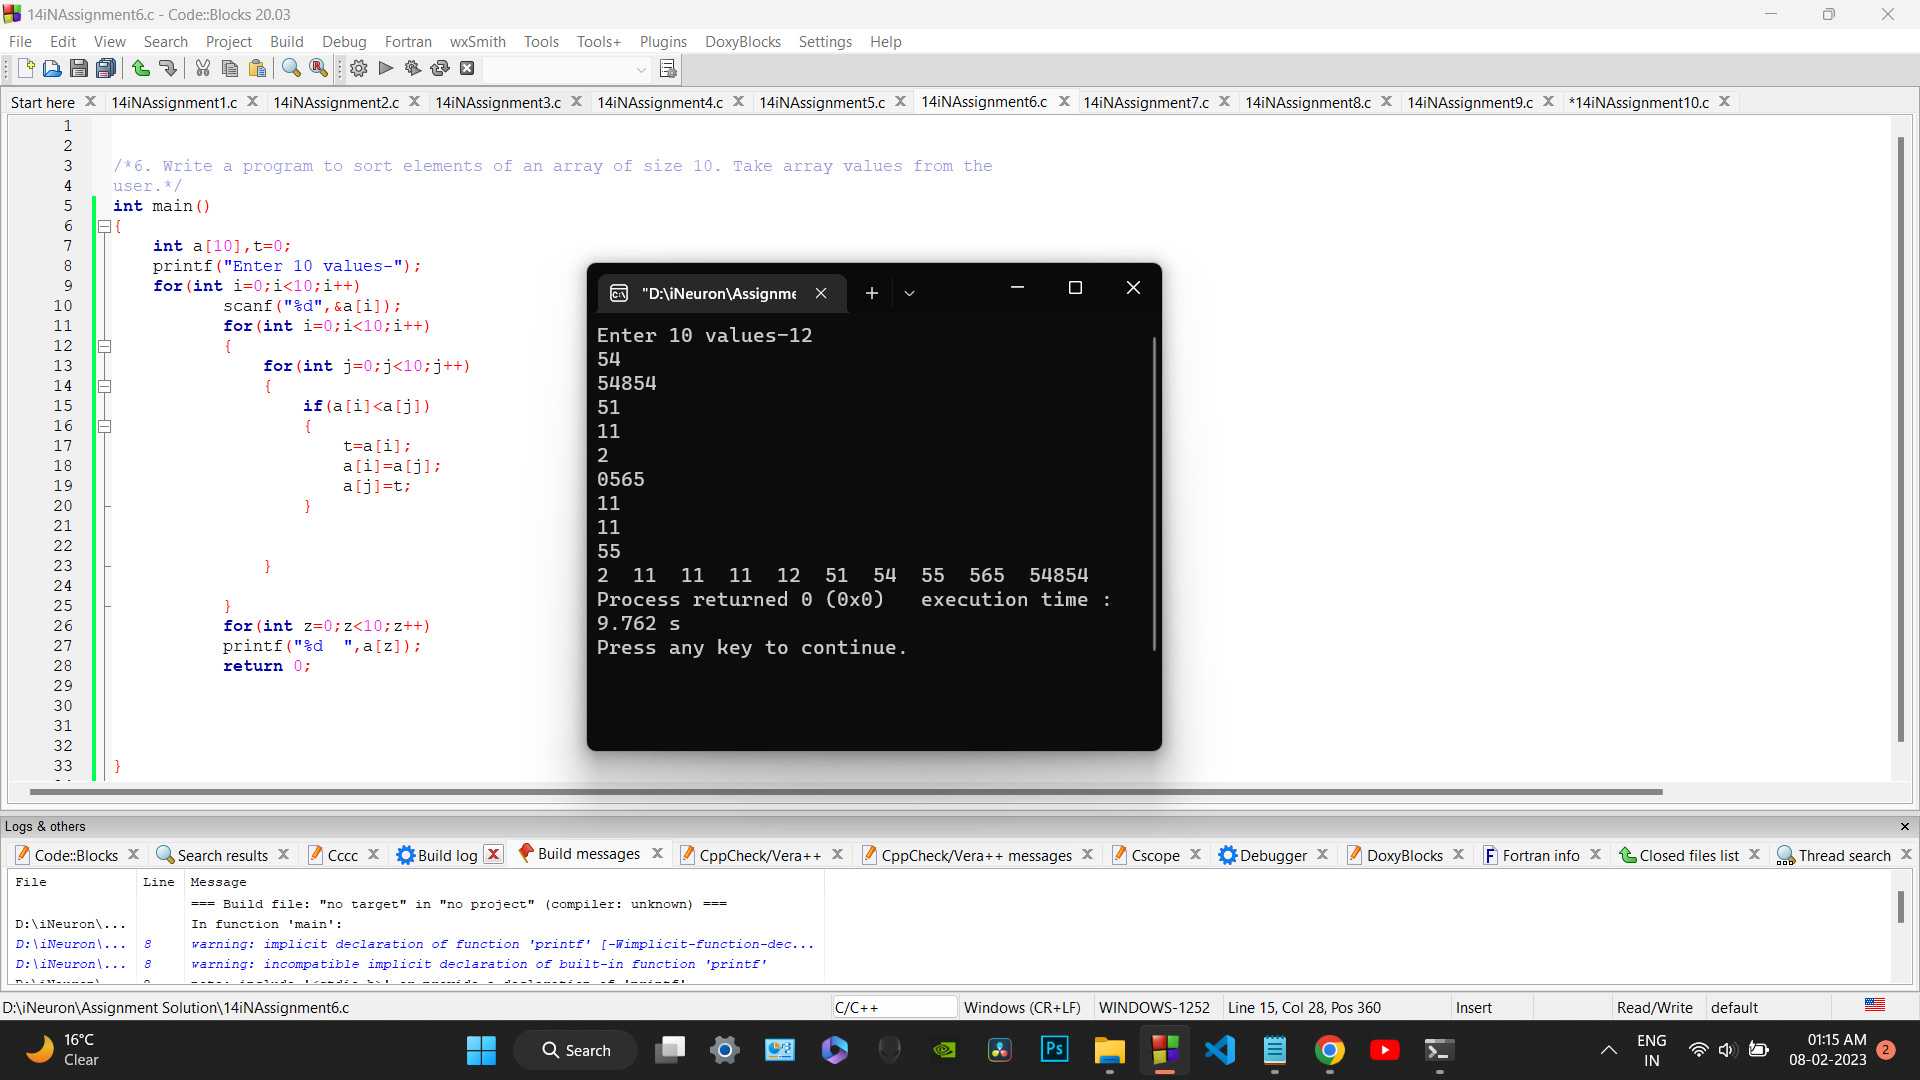 14iNAssignment6.c - Code::Blocks 20.03
File Edit View Search Project Build Debug Fortran wxSmith Tools Tools+ Plugins DoxyBlocks Settings Help
Start here 14iNAssignment1.c 14iNAssignment2.c 14iNAssignment3.c 14iNAssignment4.c 14iNAssignment5.c 14iNAssignment6.c 14iNAssignment7.c 14iNAssignment8.c 14iNAssignment9.c *14iNAssignment10.c
1
2
3 /*6. Write a program to sort elements of an array of size 10. Take array values from the
4 user.*/
5 int main()
6 {
7 int a[10],t=0;
8 printf("Enter 10 values-");
9 for(int i=0;i<10;i++)
10 scanf("%d",&a[i]);
11 for(int i=0;i<10;i++)
12 {
13 for(int j=0;j<10;j++)
14 {
15 if(a[i]<a[j])
16 {
17 t=a[i];
18 a[i]=a[j];
19 a[j]=t;
20 }
21
22
23 }
24
25 }
26 for(int z=0;z<10;z++)
27 printf("%d  ",a[z]);
28 return 0;
29
30
31
32
33 }
"D:\iNeuron\Assignme
Enter 10 values-12
54
54854
51
11
2
0565
11
11
55
2  11  11  11  12  51  54  55  565  54854
Process returned 0 (0x0)   execution time :
9.762 s
Press any key to continue.
Logs & others
Code::Blocks Search results Cccc Build log Build messages CppCheck/Vera++ CppCheck/Vera++ messages Cscope Debugger DoxyBlocks Fortran info Closed files list Thread search
File Line Message
=== Build file: "no target" in "no project" (compiler: unknown) ===
D:\iNeuron\... In function 'main':
D:\iNeuron\... 8 warning: implicit declaration of function 'printf' [-Wimplicit-function-dec...
D:\iNeuron\... 8 warning: incompatible implicit declaration of built-in function 'printf'
D:\iNeuron\Assignment Solution\14iNAssignment6.c C/C++ Windows (CR+LF) WINDOWS-1252 Line 15, Col 28, Pos 360 Insert Read/Write default
16°C
Clear
Search
Ps
ENG
IN
01:15 AM
08-02-2023
2